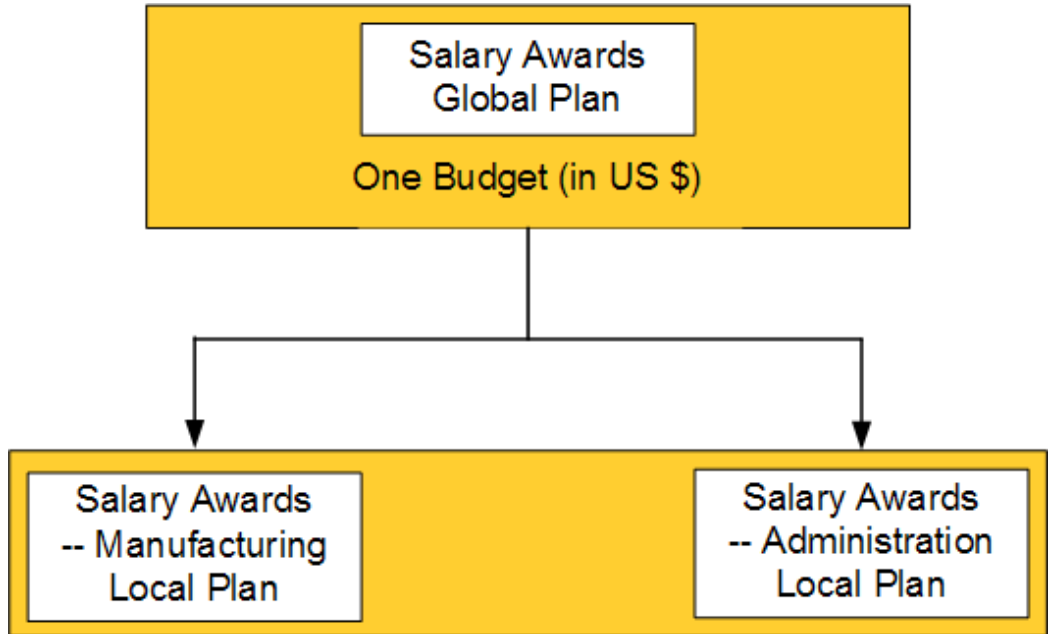 Salary Awards
Global Plan
One Budget (in US $)
Salary Awards
-- Manufacturing
Local Plan
Salary Awards
-- Administration
Local Plan